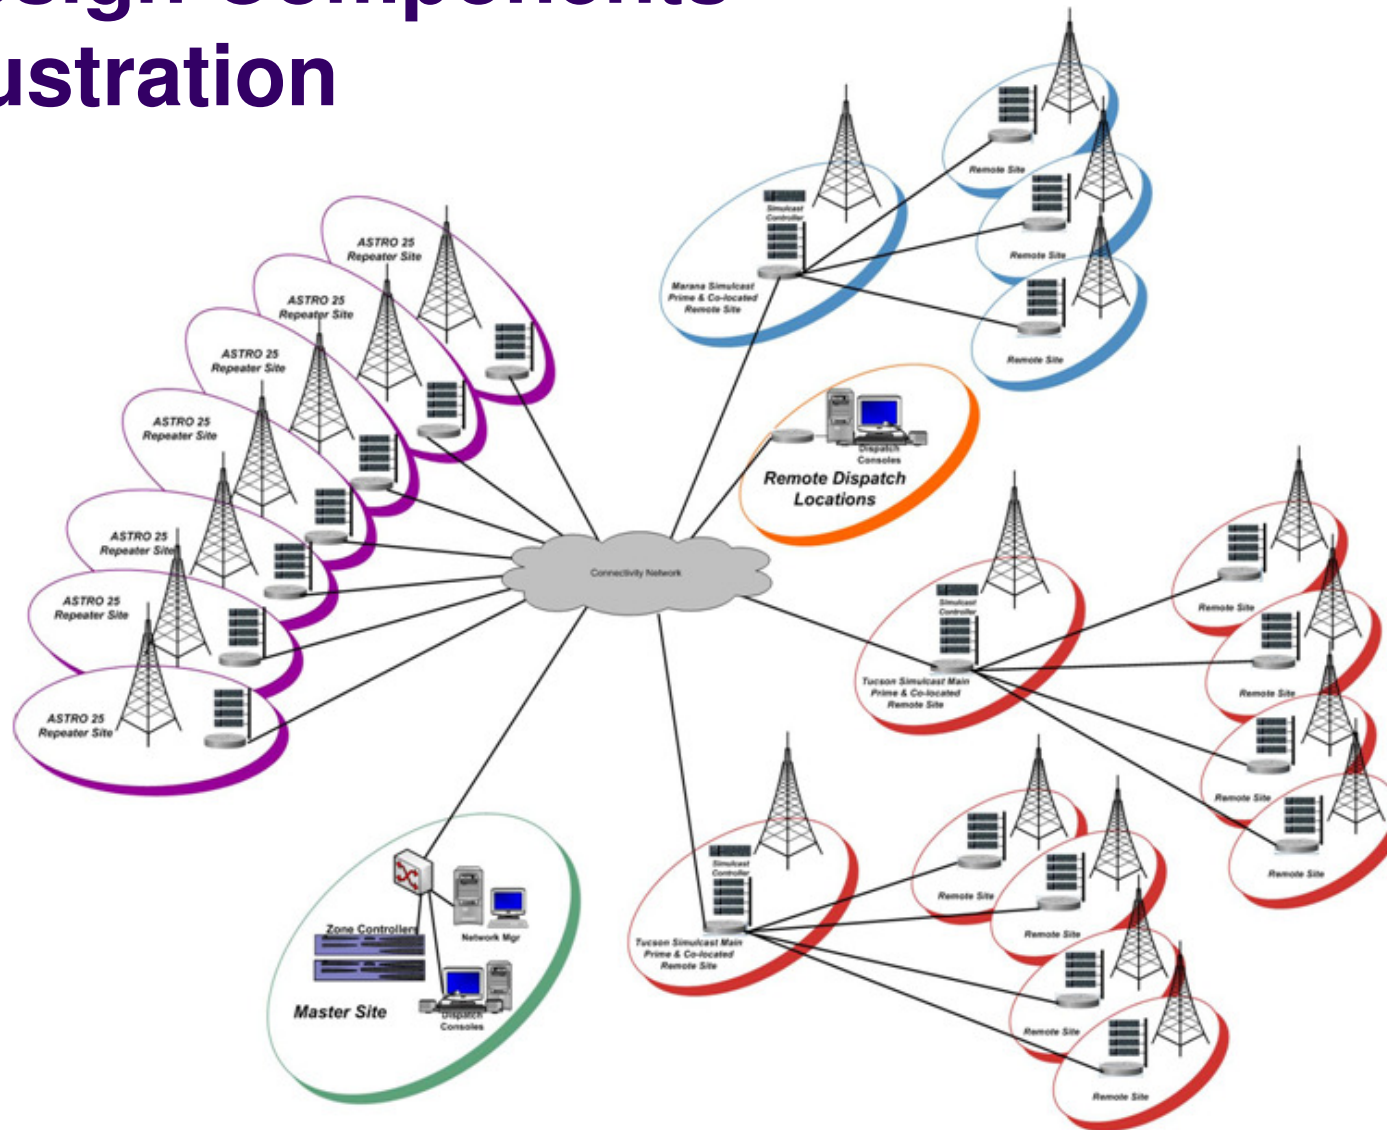 sign Components
ustration
Remote Site
Simulcast
Controller
Remote Site
Marana Simulcast
Prime & Co-located
Remote Site
Remote Site
ASTRO 25
Repeater Site
ASTRO 25
Repeater Site
ASTRO 25
Repeater Site
ASTRO 25
Repeater Site
ASTRO 25
Repeater Site
ASTRO 25
Repeater Site
ASTRO 25
Repeater Site
Dispatch
Consoles
Remote Dispatch
Locations
Connectivity Network
Simulcast
Controller
Tucson Simulcast Main
Prime & Co-located
Remote Site
Remote Site
Remote Site
Remote Site
Remote Site
Simulcast
Controller
Tucson Simulcast Main
Prime & Co-located
Remote Site
Remote Site
Remote Site
Remote Site
Remote Site
Zone Controllers
Network Mgr
Master Site
Dispatch
Consoles